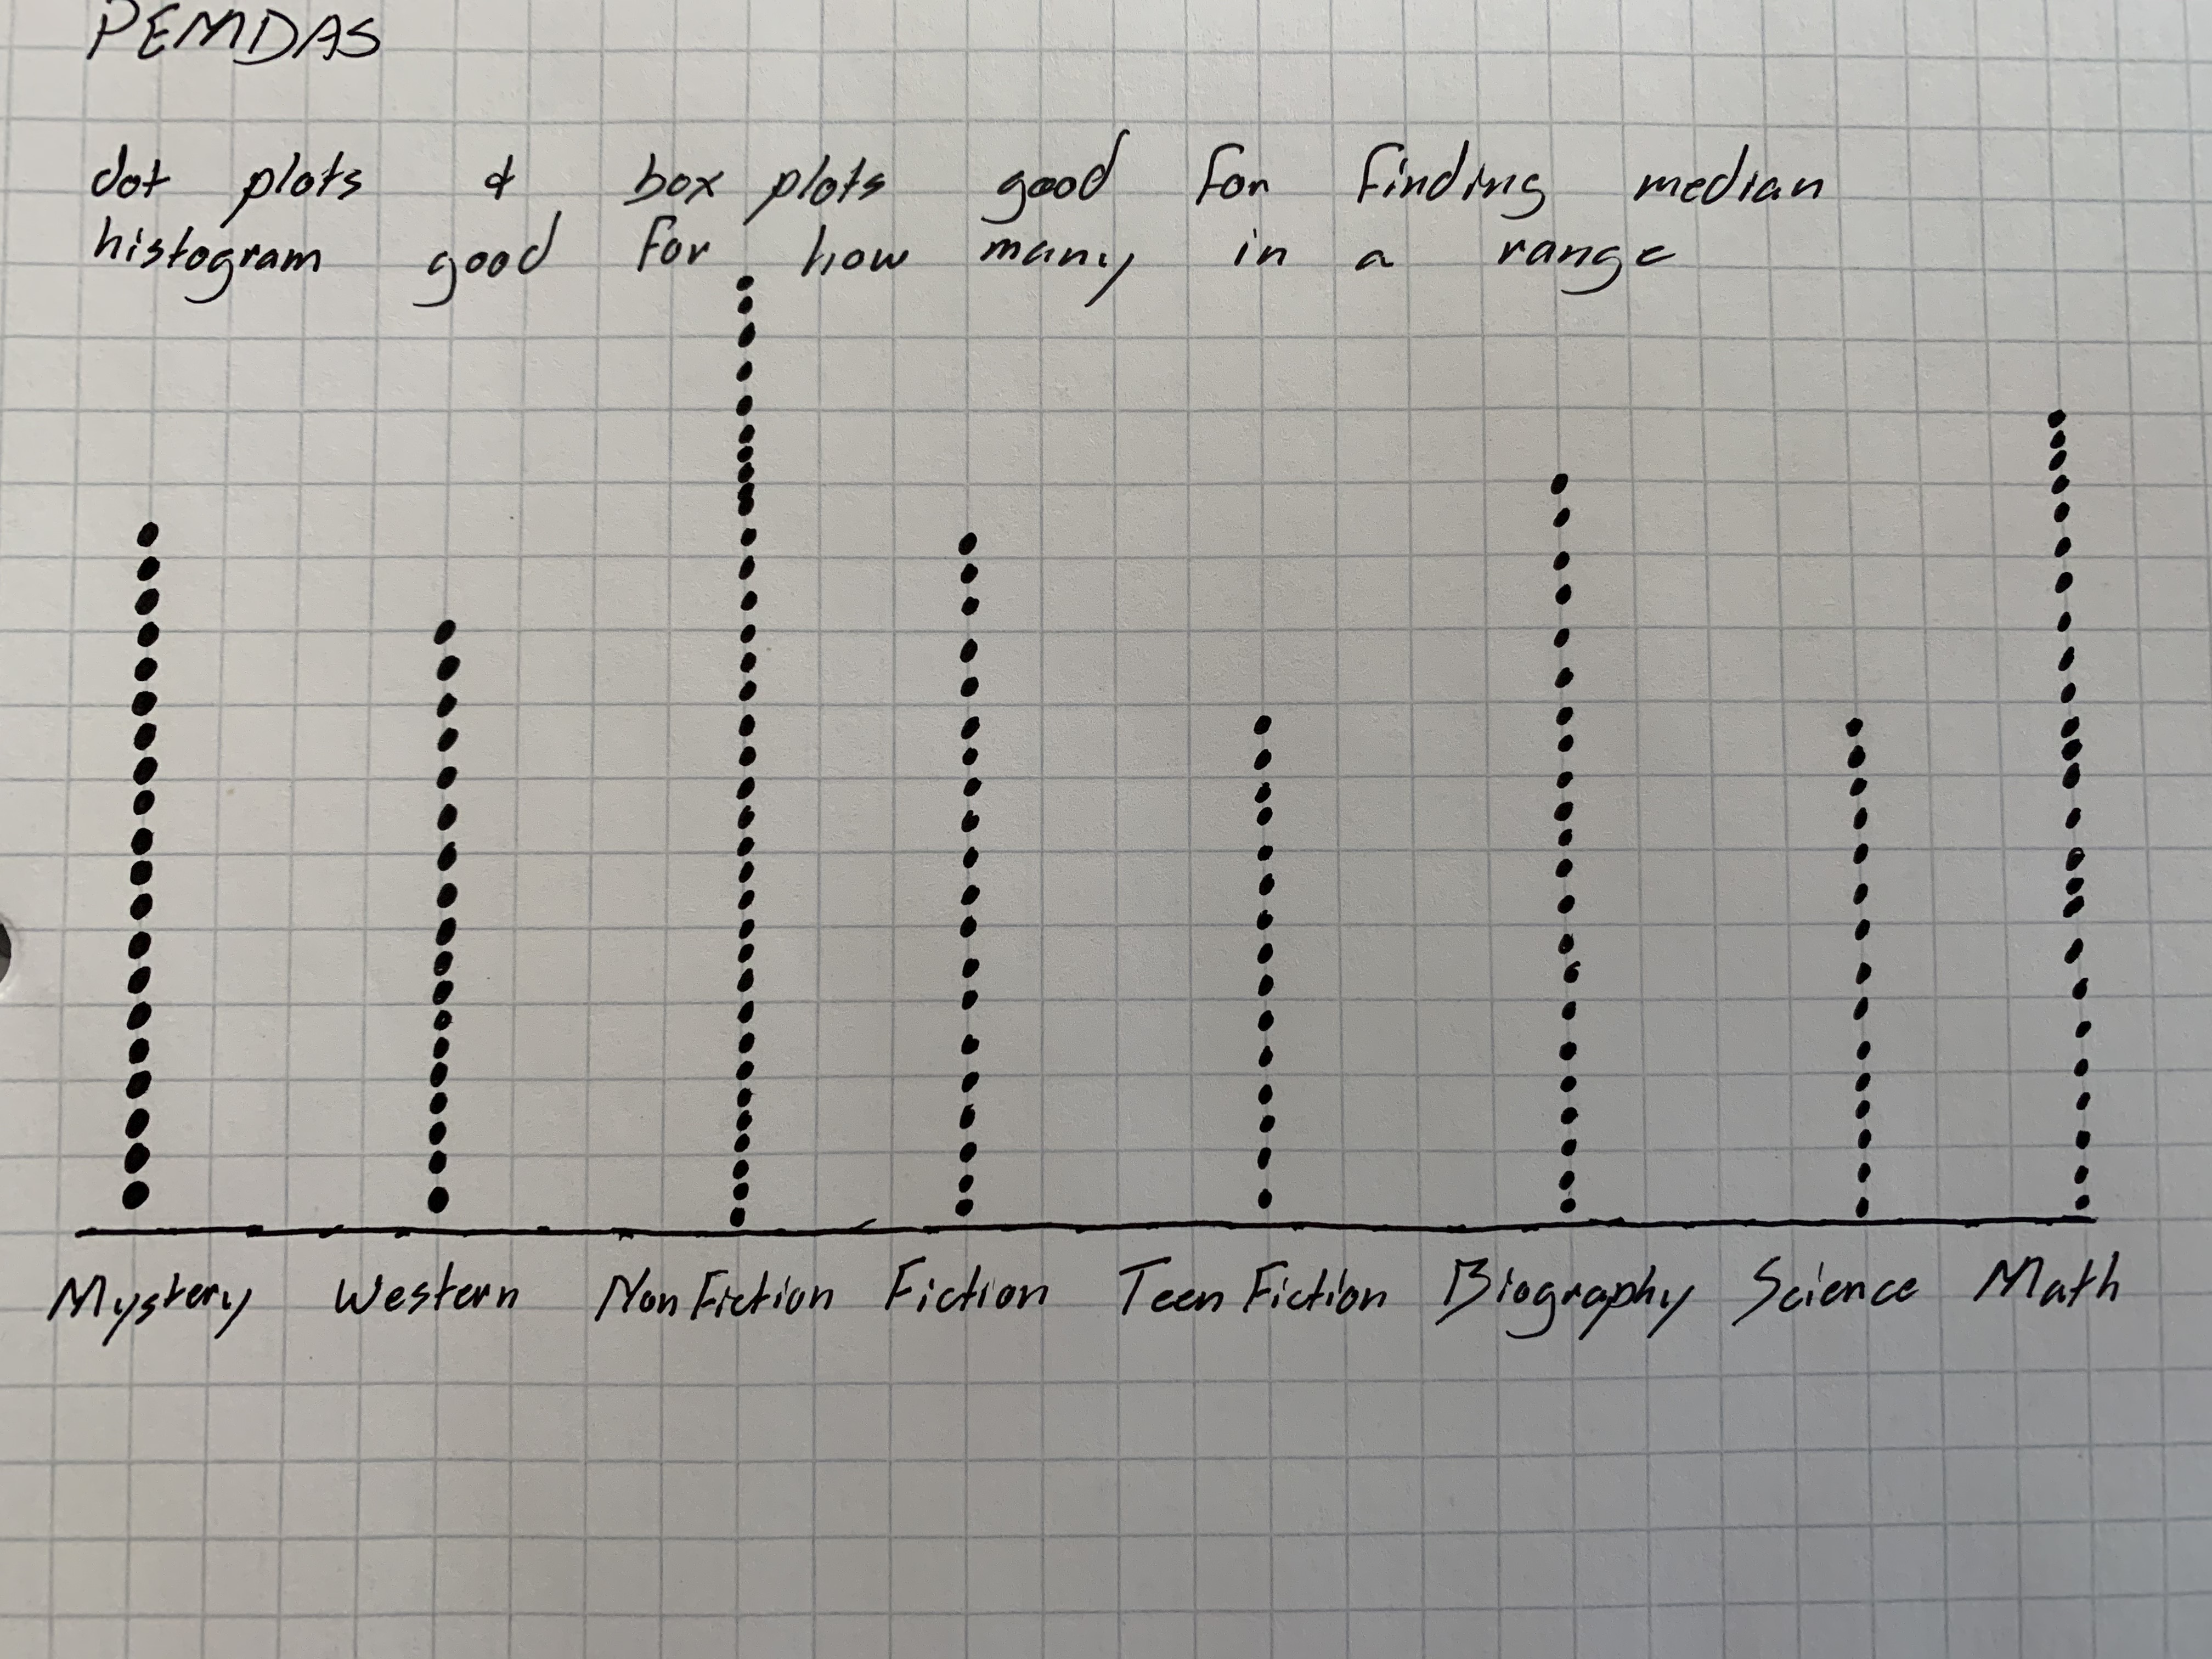 PEMDAS
dot plots & box plots good for finding median
histogram good for how many in a range
Mystery Western Non Fiction Fiction Teen Fiction Biography Science Math